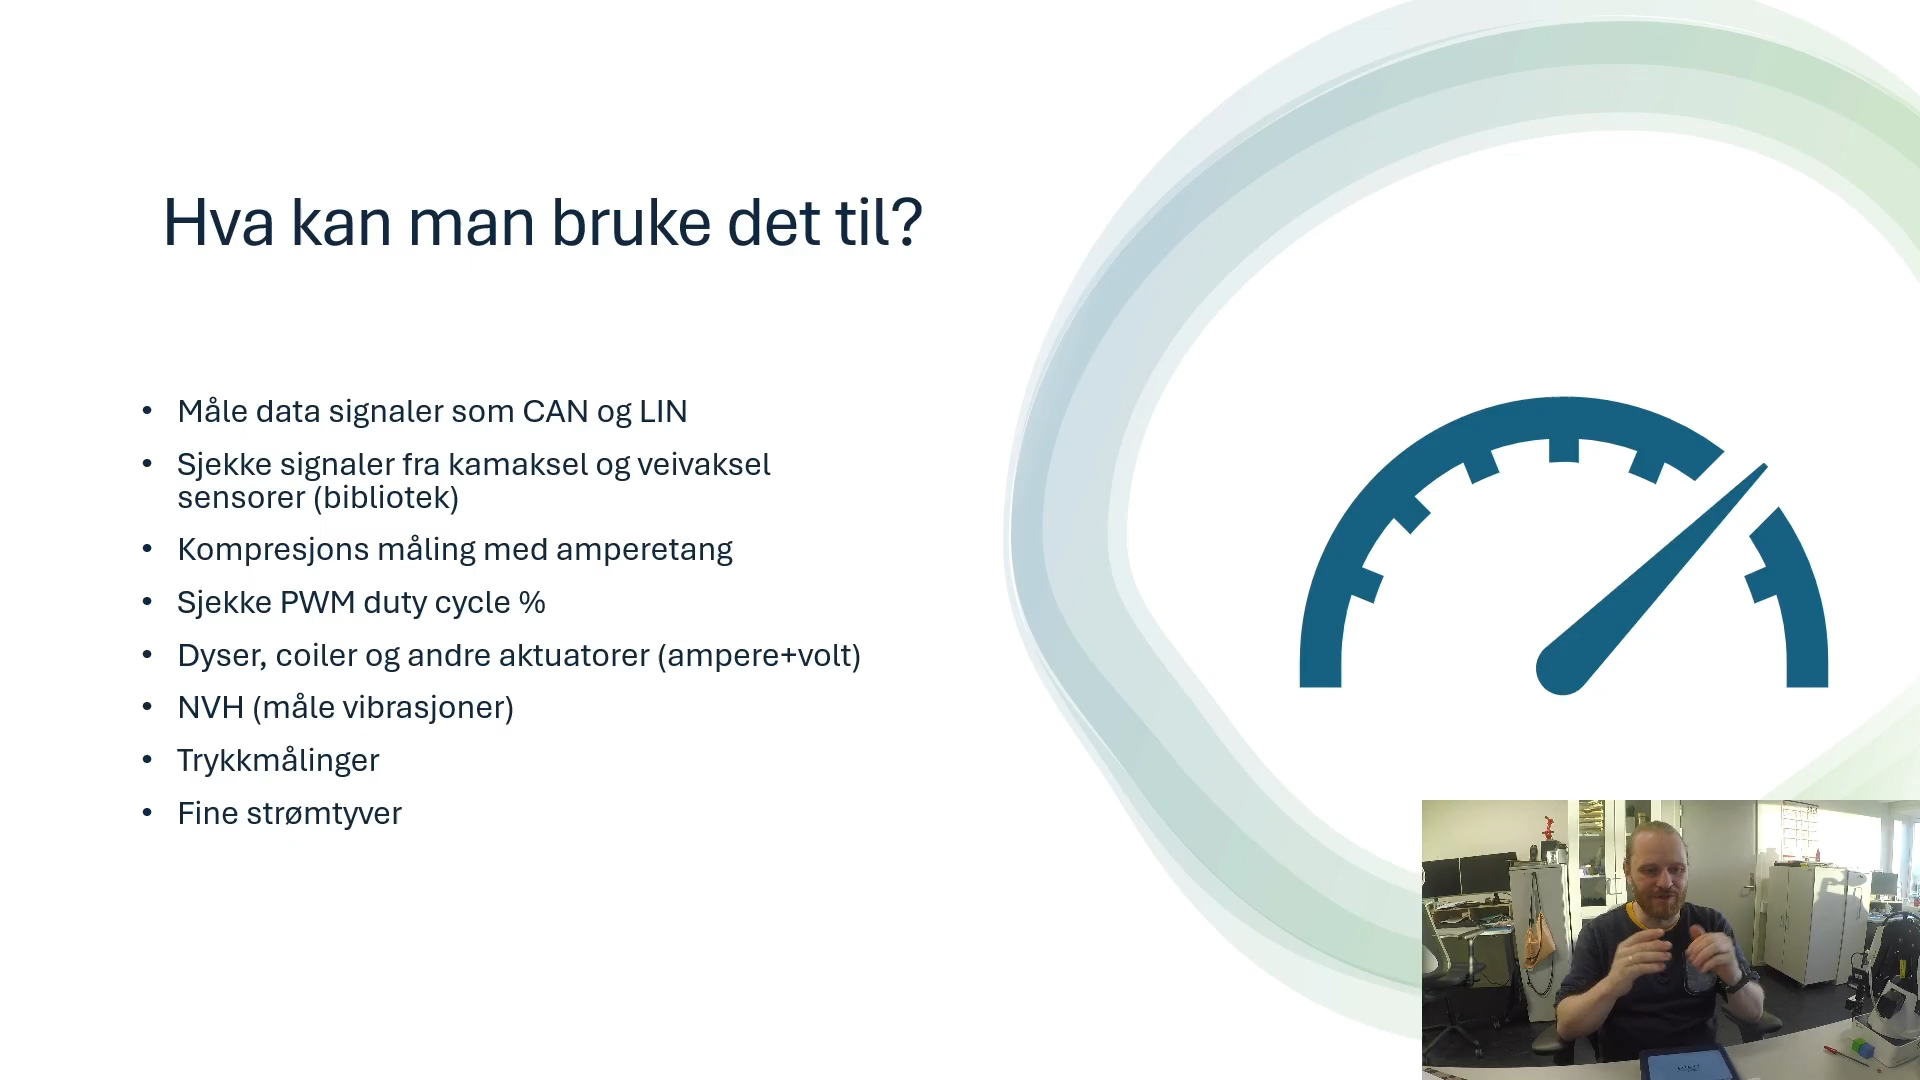 Hva kan man bruke det til?
• Måle data signaler som CAN og LIN
• Sjekke signaler fra kamaksel og veivaksel
sensorer (bibliotek)
• Kompresjons måling med amperetang
• Sjekke PWM duty cycle %
• Dyser, coiler og andre aktuatorer (ampere+volt)
• NVH (måle vibrasjoner)
• Trykkmålinger
• Fine strømtyver